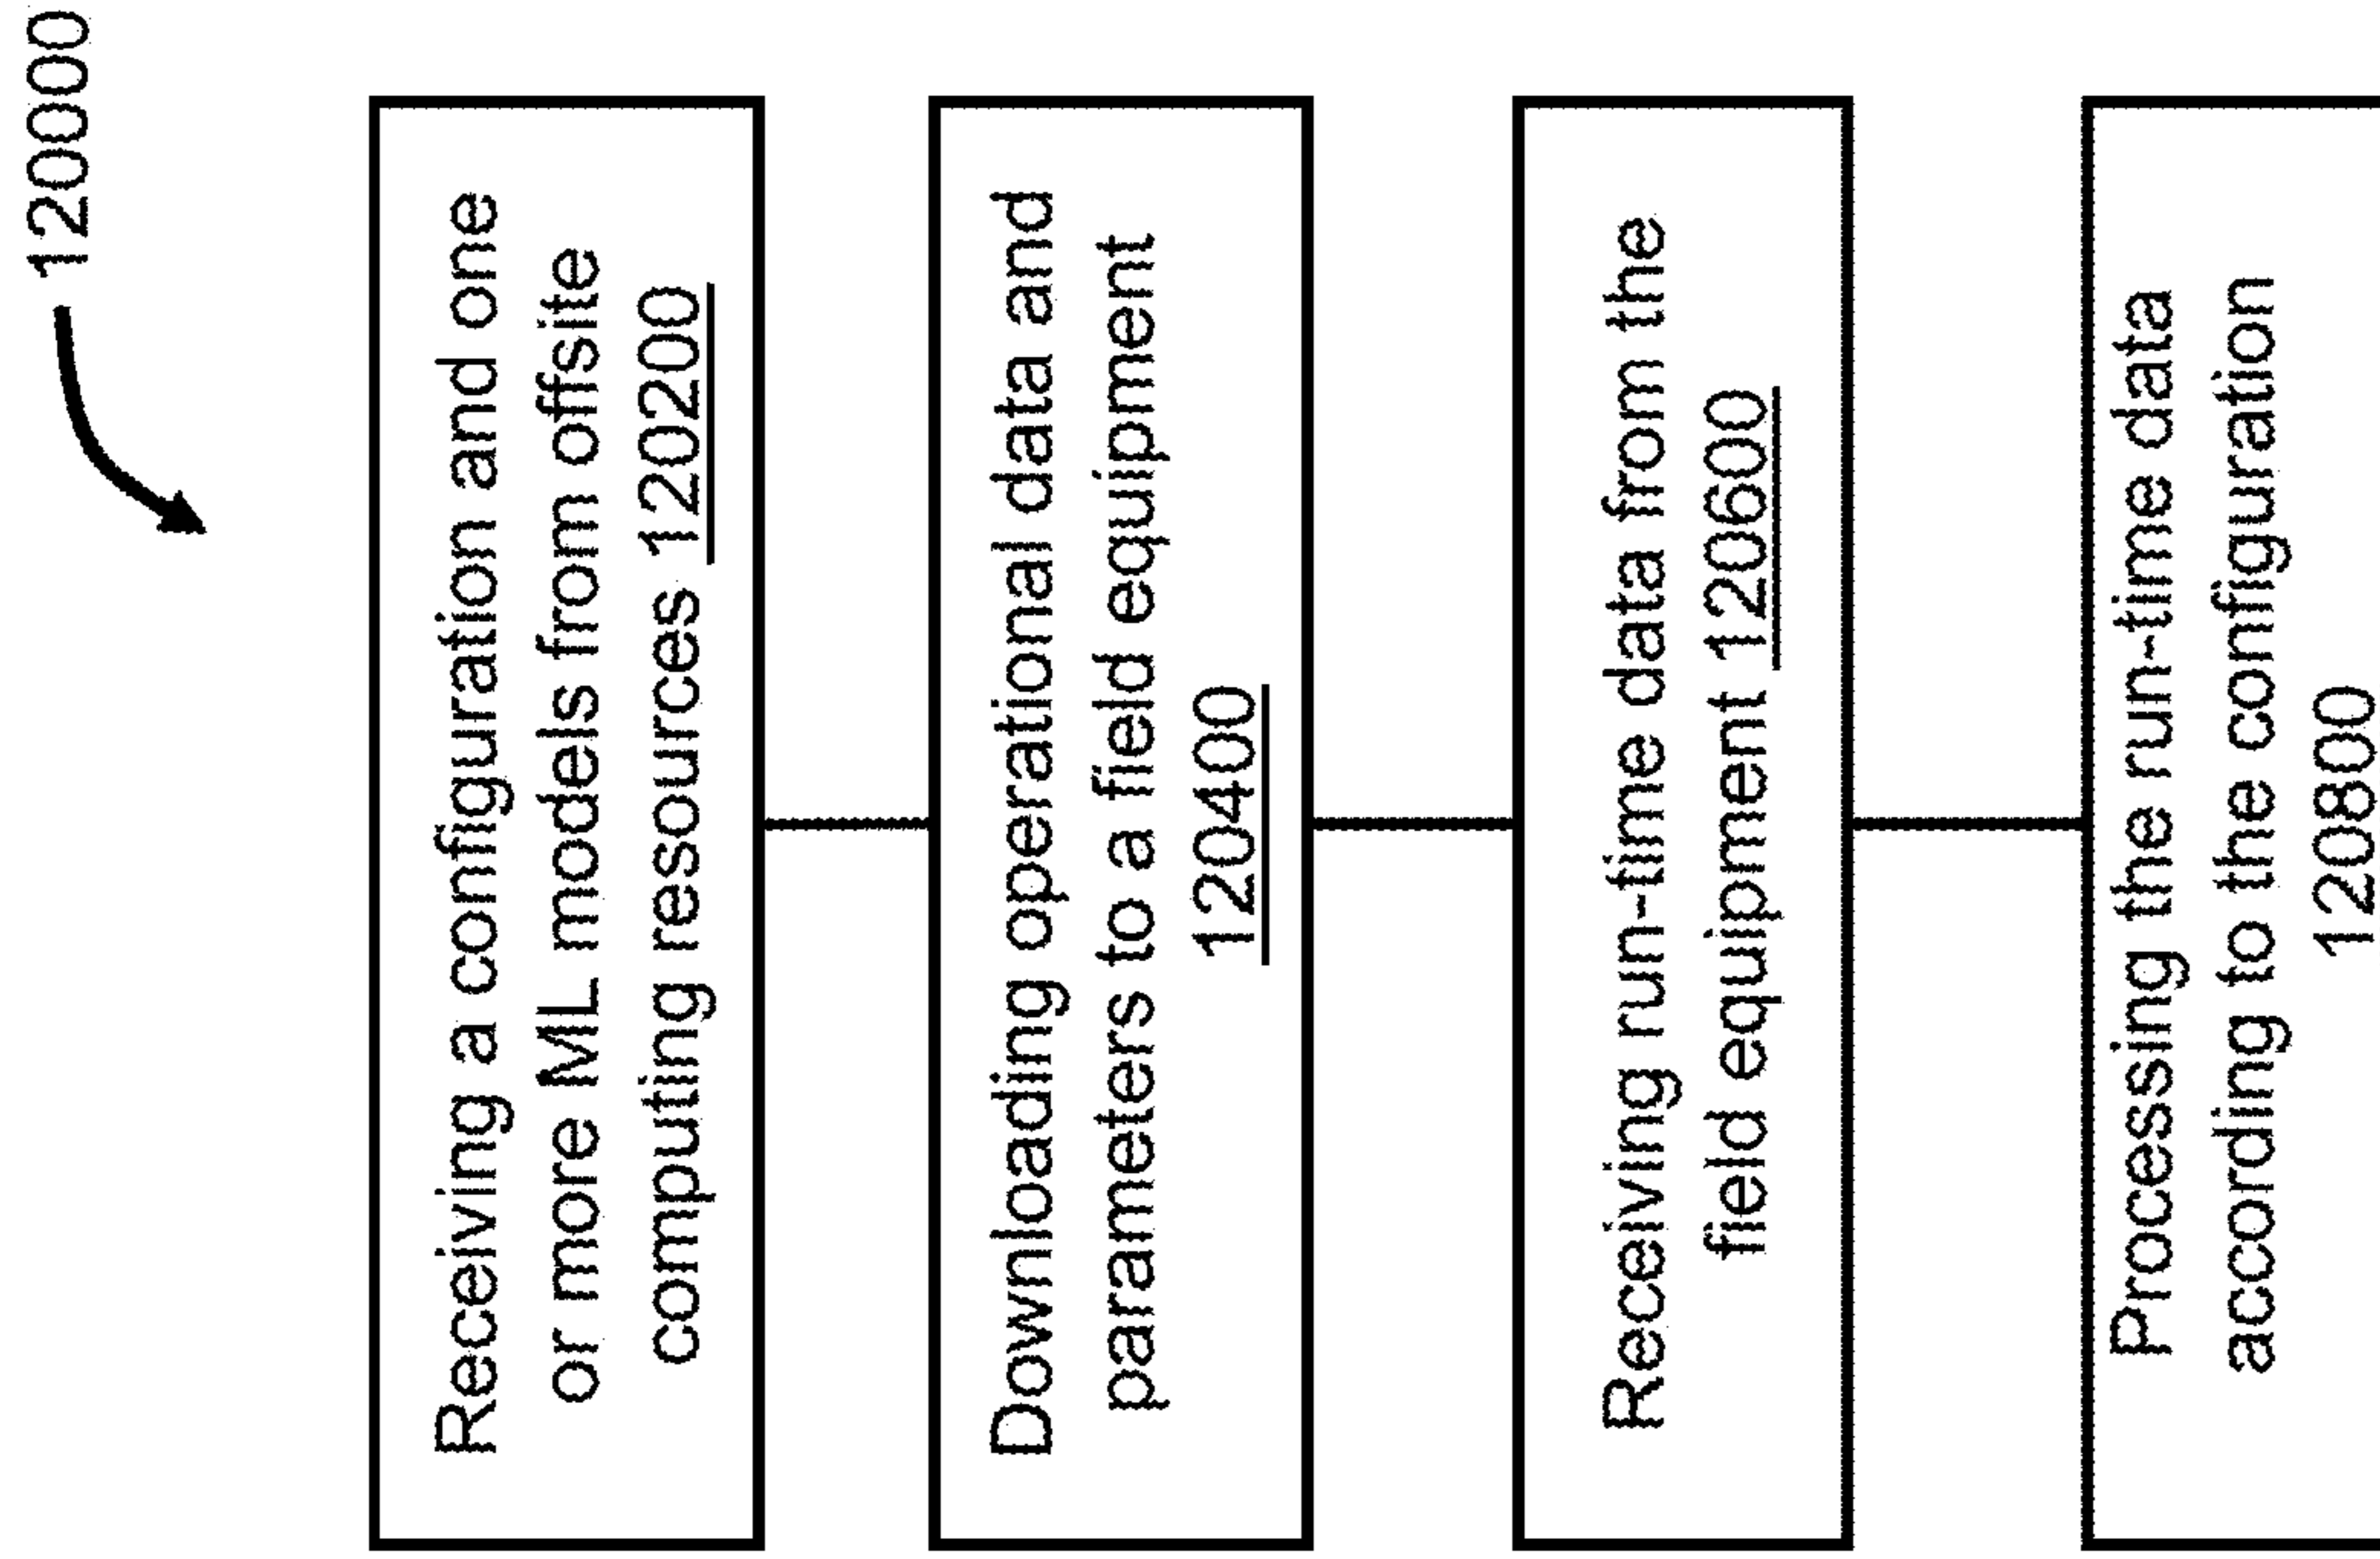 120000
Receiving a configuration and one
or more ML models from offsite
computing resources 120200
Downloading operational data and
parameters to a field equipment
120400
Receiving run-time data from the
field equipment 120600
Processing the run-time data
according to the configuration
120800